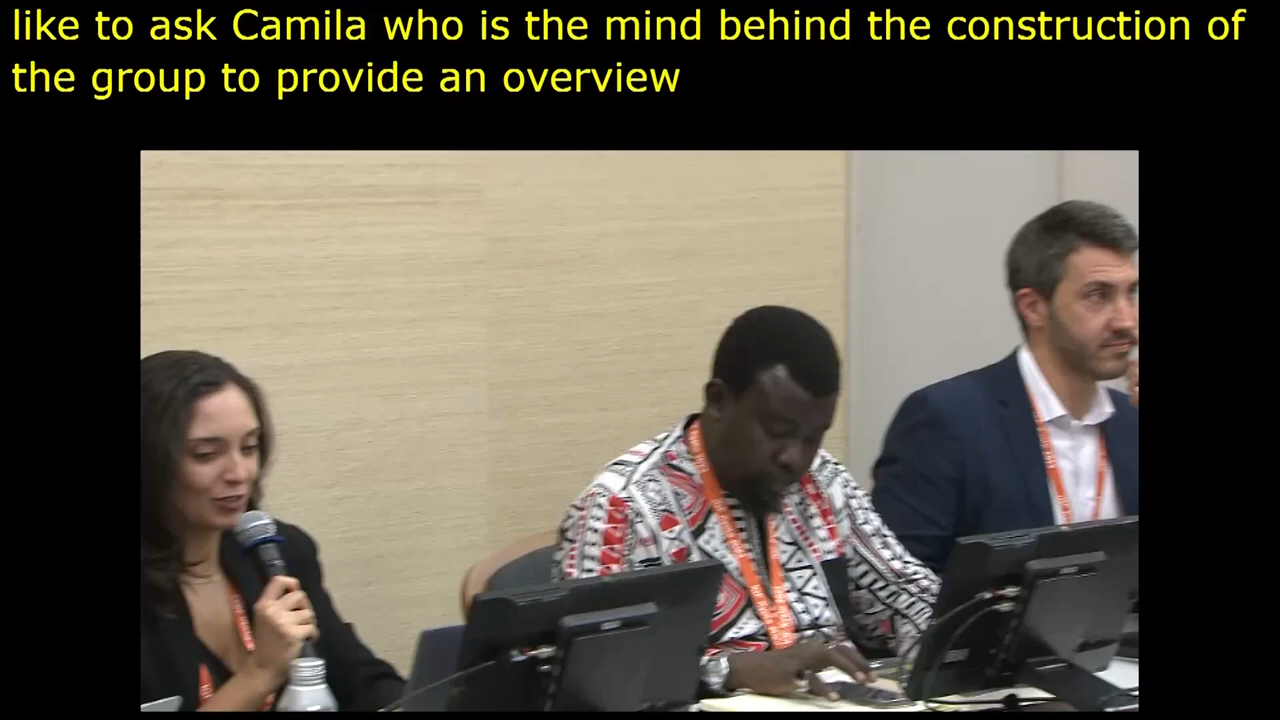 like to ask Camila who is the mind behind the construction of
the group to provide an overview